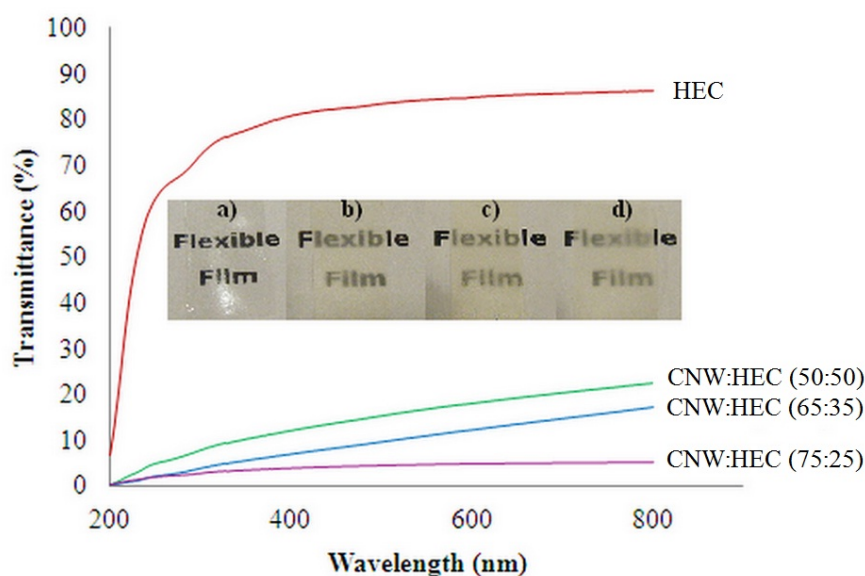 100
90
80
70
60
50
40
30
20
10
0
Transmittance (%)
HEC
a) b) c) d)
Flexible Flexible Flexible Flexible
Film Film Film Film
CNW:HEC (50:50)
CNW:HEC (65:35)
CNW:HEC (75:25)
200 400 600 800
Wavelength (nm)